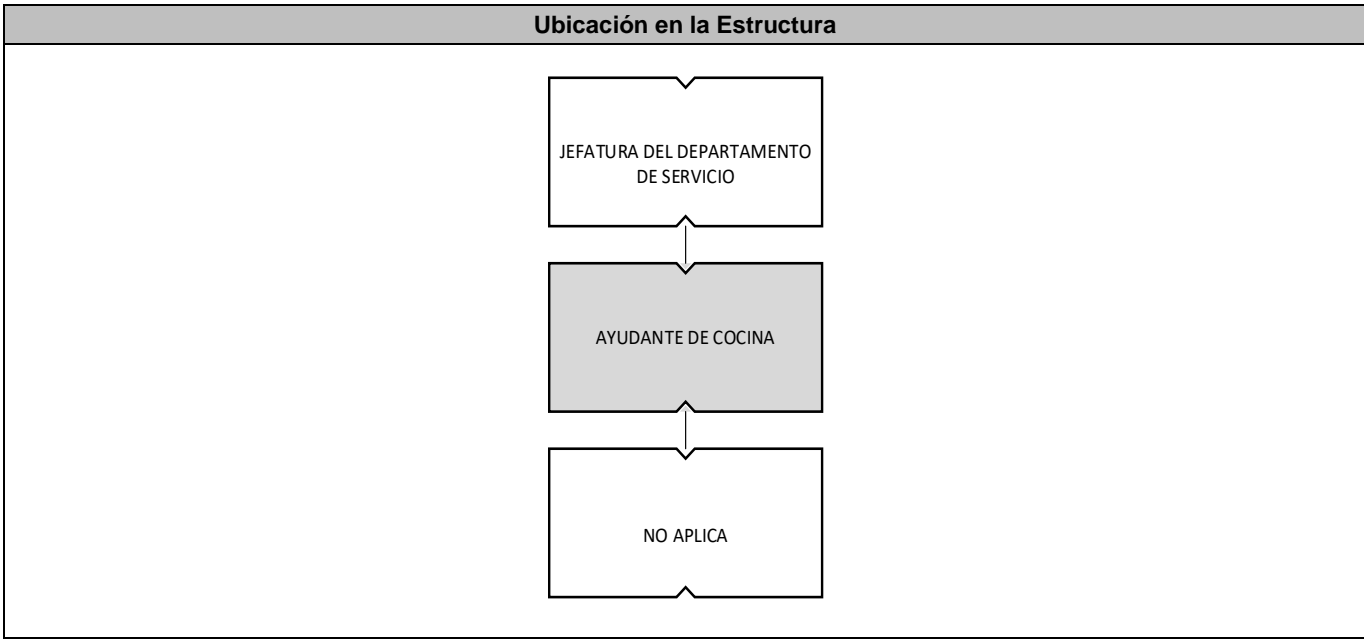 Ubicación en la Estructura
JEFATURA DEL DEPARTAMENTO
DE SERVICIO
AYUDANTE DE COCINA
NO APLICA